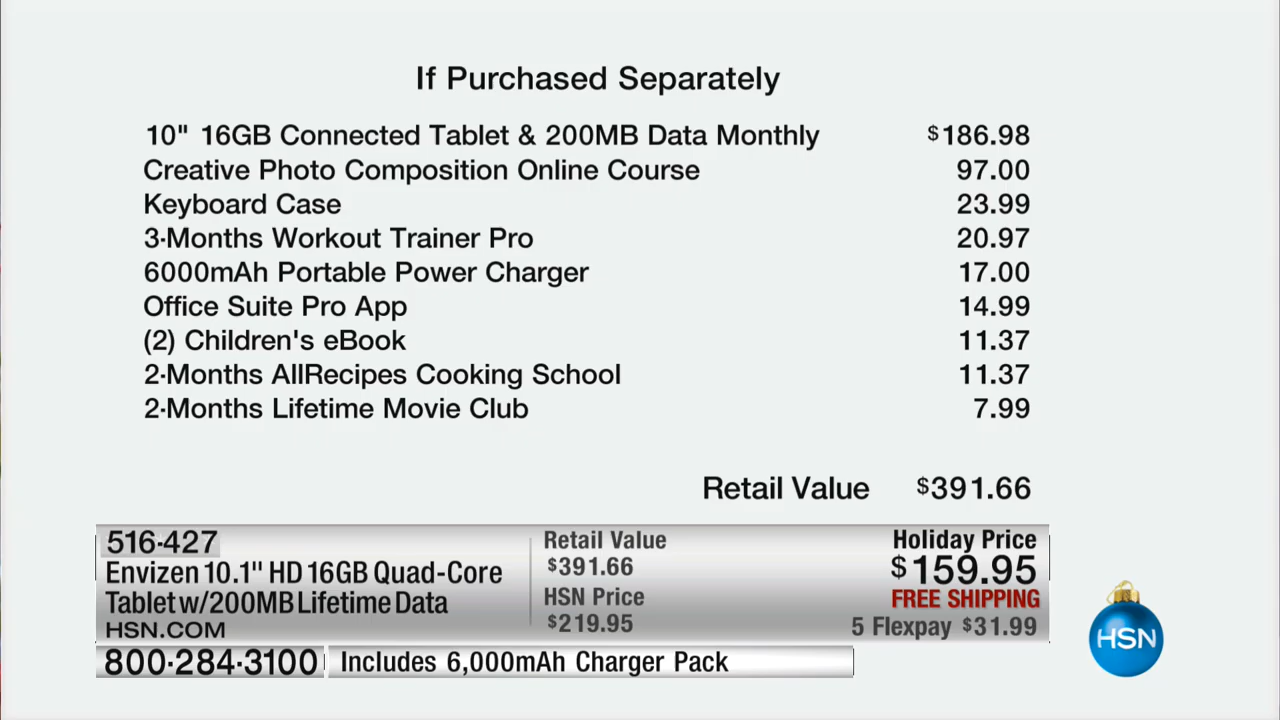 If Purchased Separately
10" 16GB Connected Tablet & 200MB Data Monthly $186.98
Creative Photo Composition Online Course 97.00
Keyboard Case 23.99
3-Months Workout Trainer Pro 20.97
6000mAh Portable Power Charger 17.00
Office Suite Pro App 14.99
(2) Children's eBook 11.37
2-Months AllRecipes Cooking School 11.37
2-Months Lifetime Movie Club 7.99
Retail Value $391.66
516-427
Envizen 10.1" HD 16GB Quad-Core
Tablet w/200MB Lifetime Data
HSN.COM
Retail Value
$391.66
HSN Price
$219.95
Holiday Price
$159.95
FREE SHIPPING
5 Flexpay $31.99
800-284-3100 Includes 6,000mAh Charger Pack
HSN